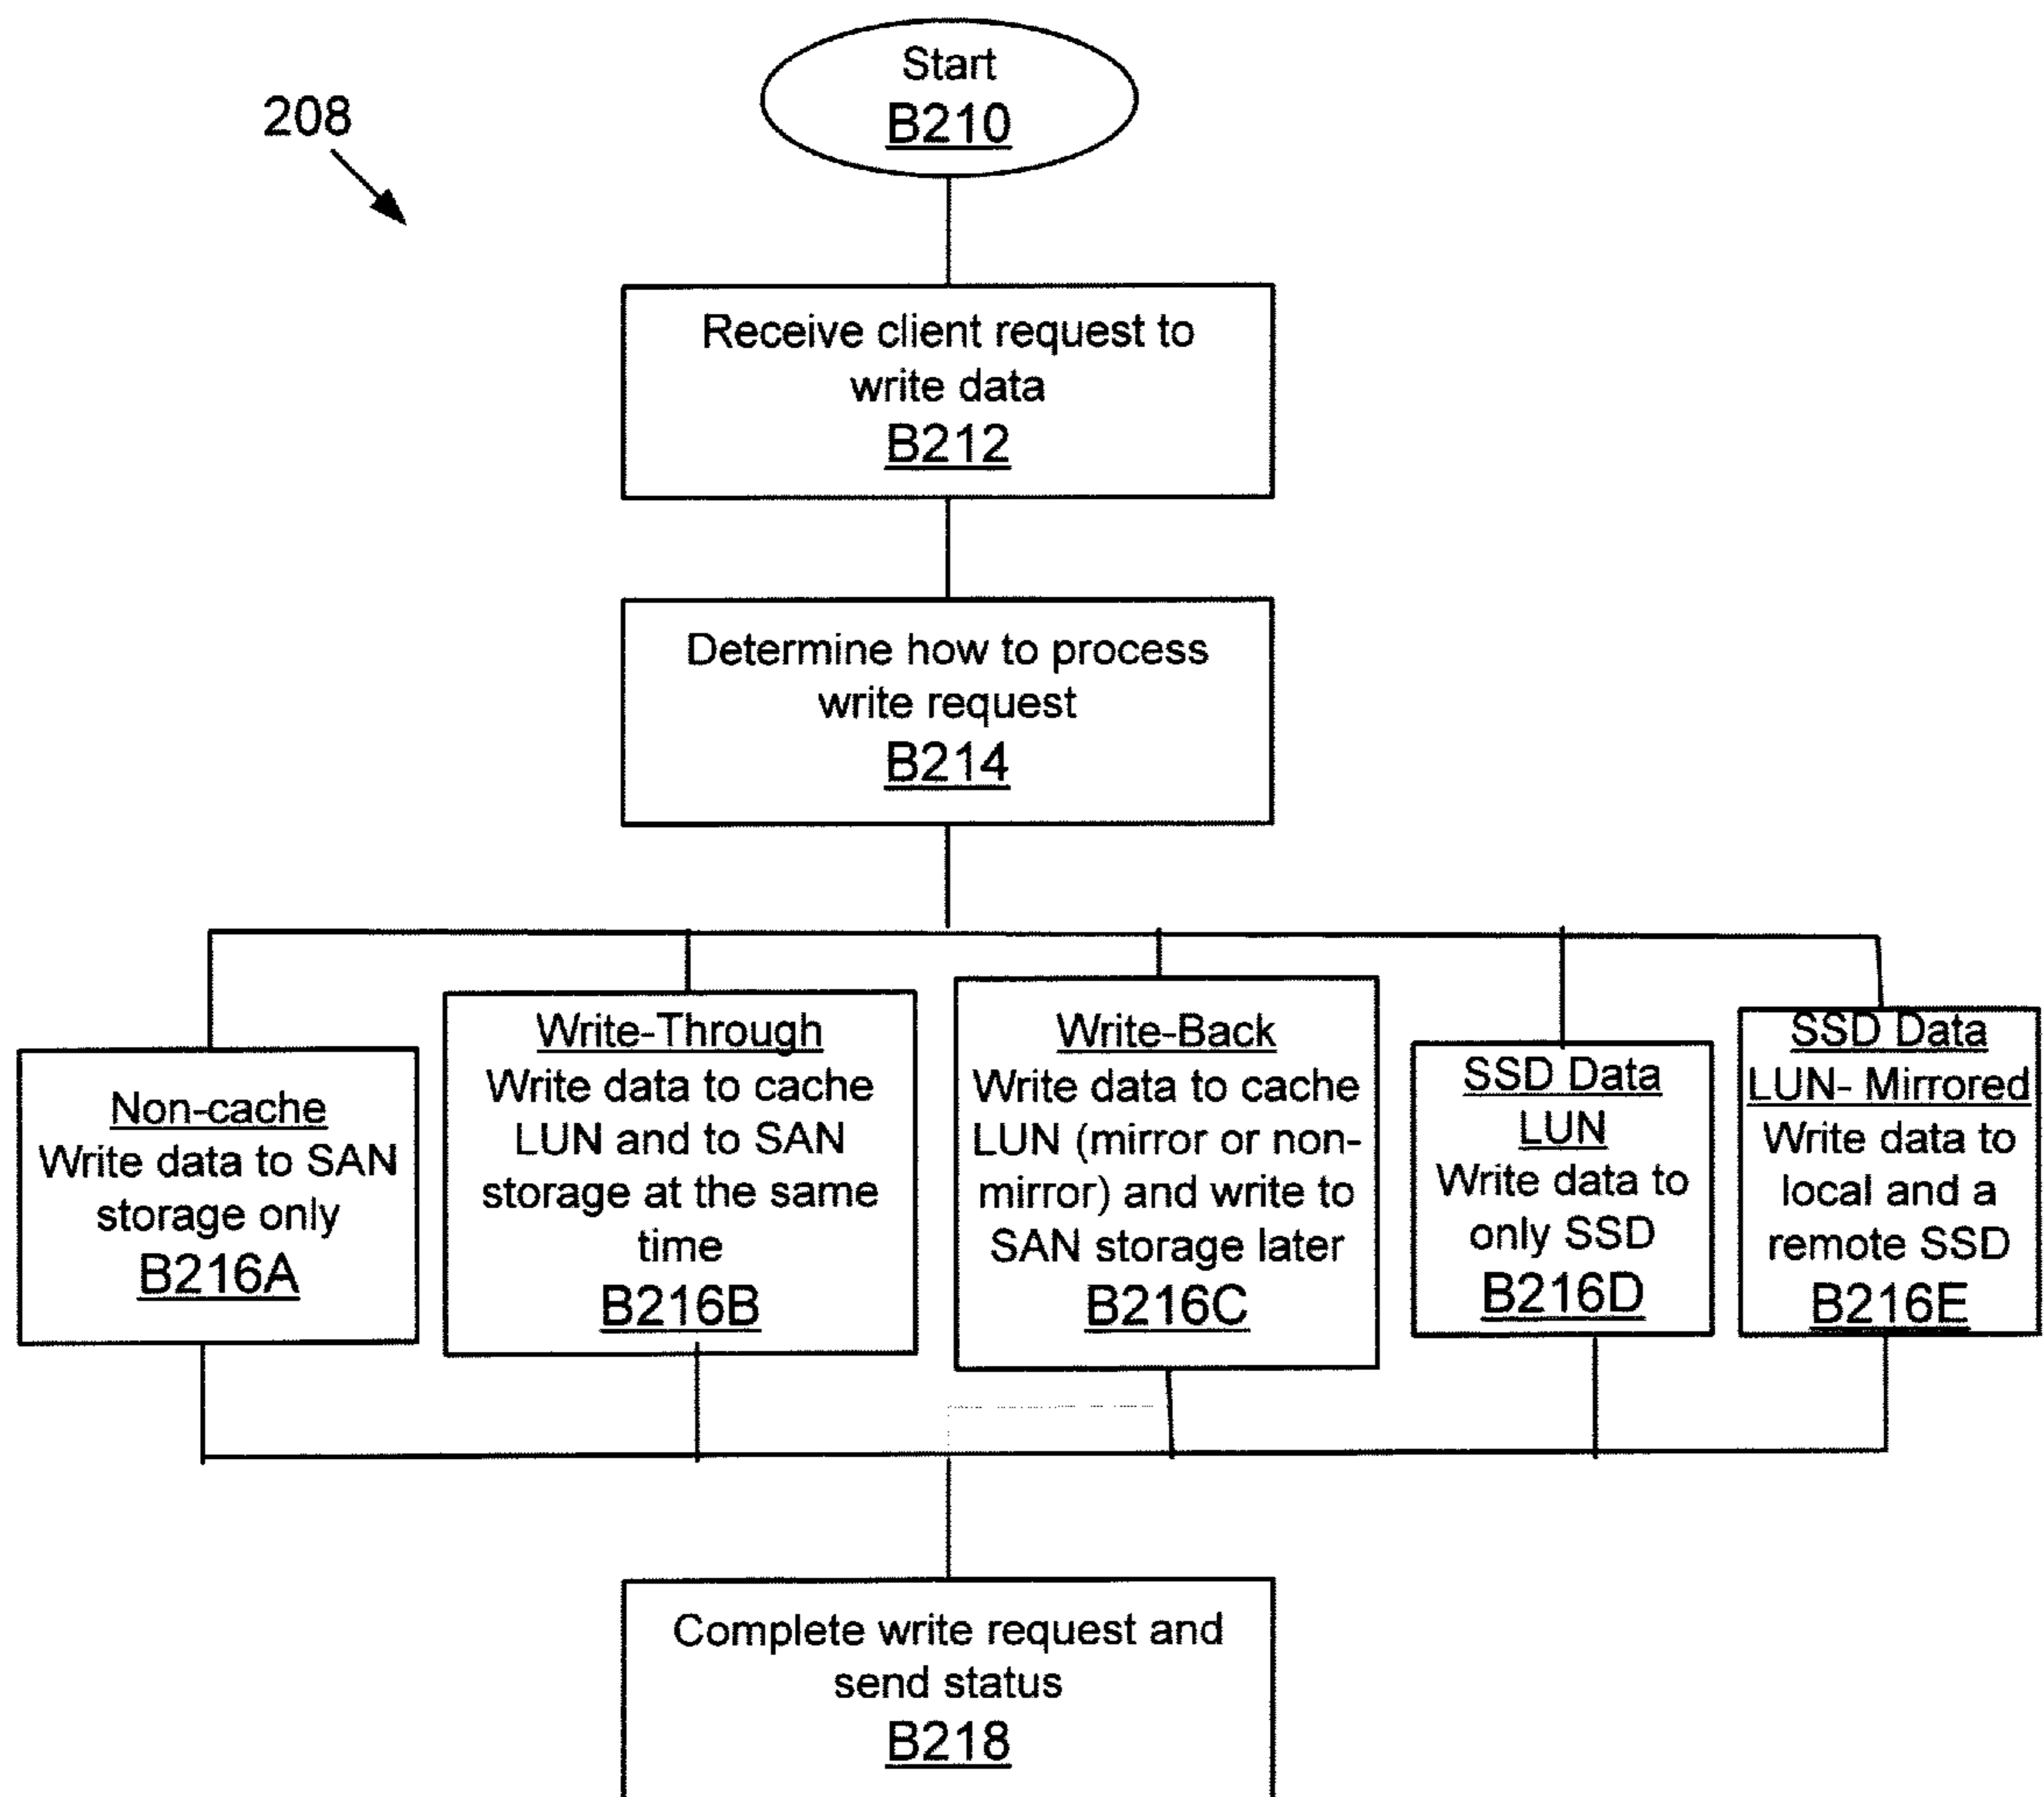 Start
B210
208
Receive client request to
write data
B212
Determine how to process
write request
B214
Non-cache
Write data to SAN
storage only
B216A
Write-Through
Write data to cache
LUN and to SAN
storage at the same
time
B216B
Write-Back
Write data to cache
LUN (mirror or non-
mirror) and write to
SAN storage later
B216C
SSD Data
LUN
Write data to
only SSD
B216D
SSD Data
LUN- Mirrored
Write data to
local and a
remote SSD
B216E
Complete write request and
send status
B218